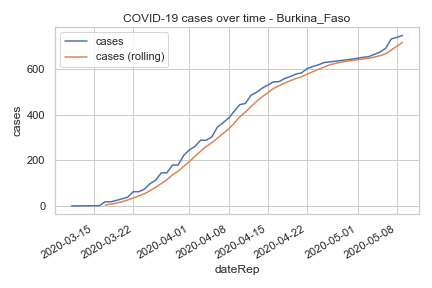 COVID-19 cases over time - Burkina_Faso
cases
cases (rolling)
cases
600
400
200
0
2020-03-15
2020-03-22
2020-04-01
2020-04-08
2020-04-15
2020-04-22
2020-05-01
2020-05-08
dateRep